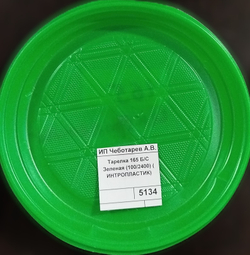 ИП Чеботарев А.В.
Тарелка 165 Б/С
Зеленая (100/2400) (
ИНТРОПЛАСТИК)
5134